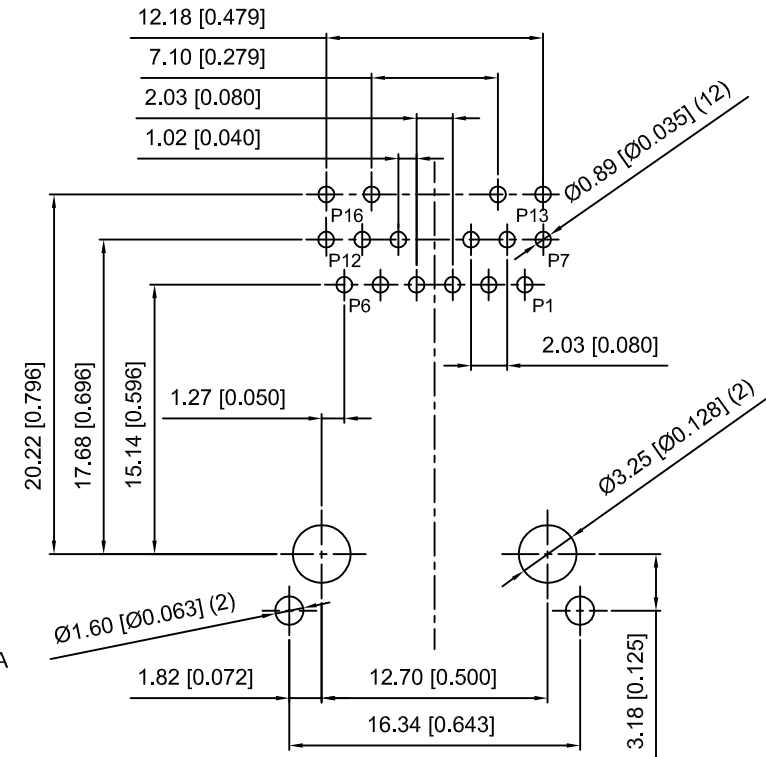 12.18 [0.479]
7.10 [0.279]
2.03 [0.080]
1.02 [0.040]
Ø0.89 [Ø0.035] (12)
P16
P13
P12
P7
P6
P1
2.03 [0.080]
1.27 [0.050]
20.22 [0.796]
17.68 [0.696]
15.14 [0.596]
Ø3.25 [Ø0.128] (2)
Ø1.60 [Ø0.063] (2)
A
1.82 [0.072]
12.70 [0.500]
16.34 [0.643]
3.18 [0.125]